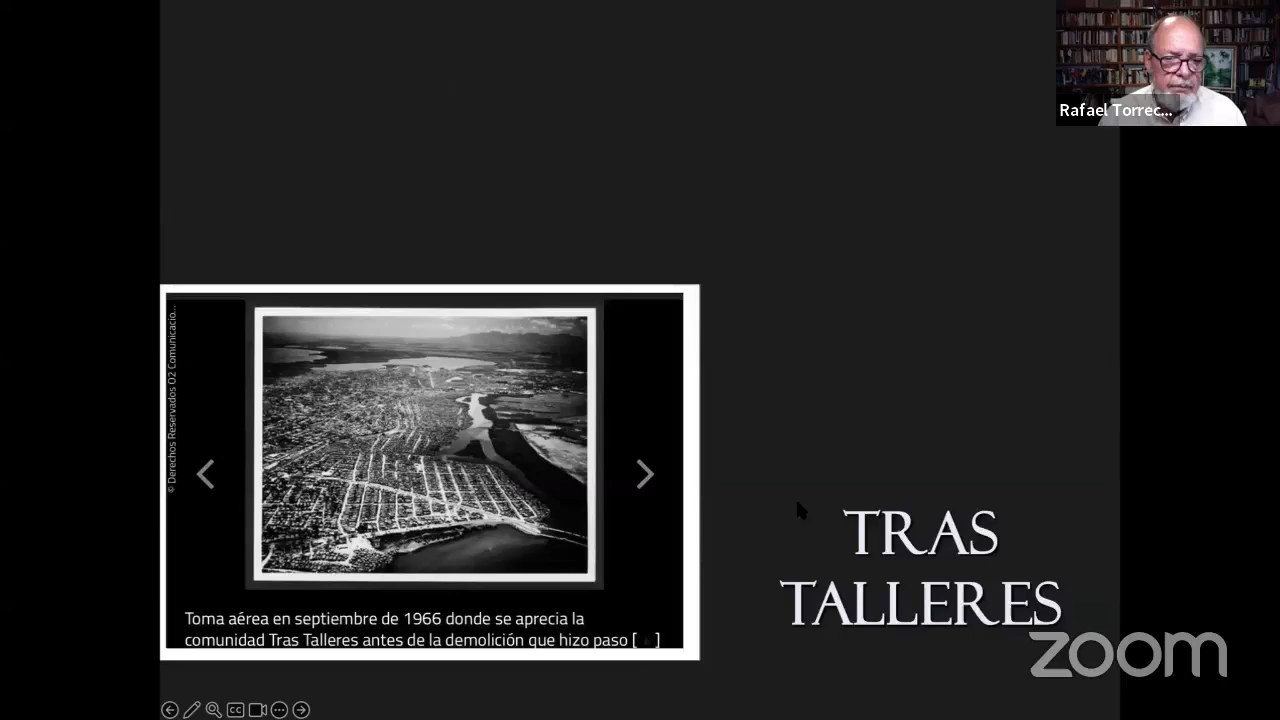 Rafael Torrec...
© Derechos Reservados O2 Comunicacio...
Toma aérea en septiembre de 1966 donde se aprecia la
comunidad Tras Talleres antes de la demolición que hizo paso [ ]
TRAS
TALLERES
zoom
CC